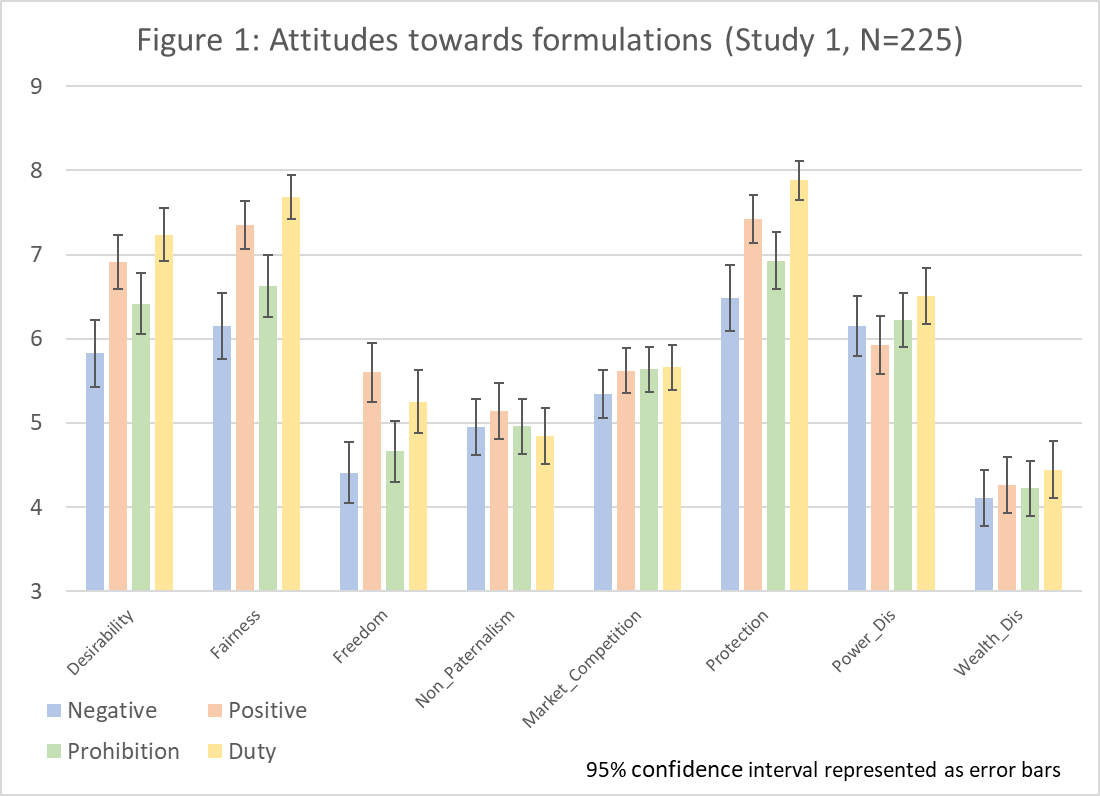 Figure 1: Attitudes towards formulations (Study 1, N=225)
9
8
7
6
5
4
3
Desirability
Fairness
Freedom
Non_Paternalism
Market_Competition
Protection
Power_Dis
Wealth_Dis
Negative
Positive
Prohibition
Duty
95% confidence interval represented as error bars